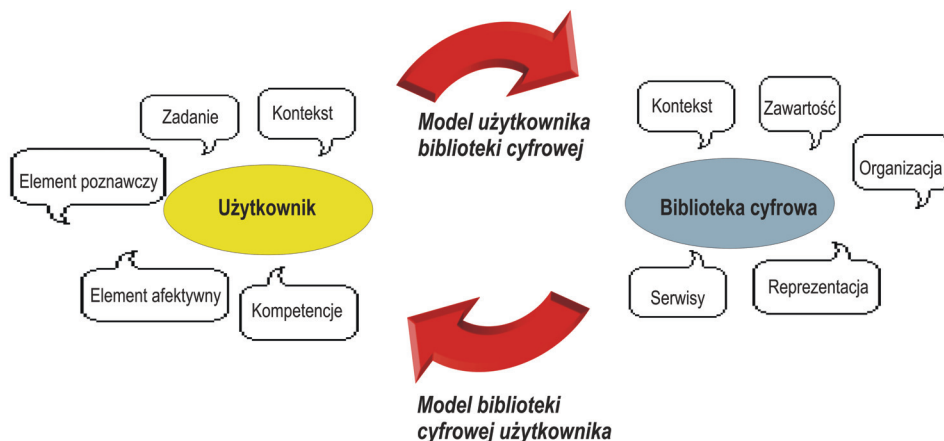 Zadanie
Kontekst
Element poznawczy
Użytkownik
Element afektywny
Kompetencje
Model użytkownika
biblioteki cyfrowej
Model biblioteki
cyfrowej użytkownika
Kontekst
Zawartość
Organizacja
Biblioteka cyfrowa
Serwisy
Reprezentacja